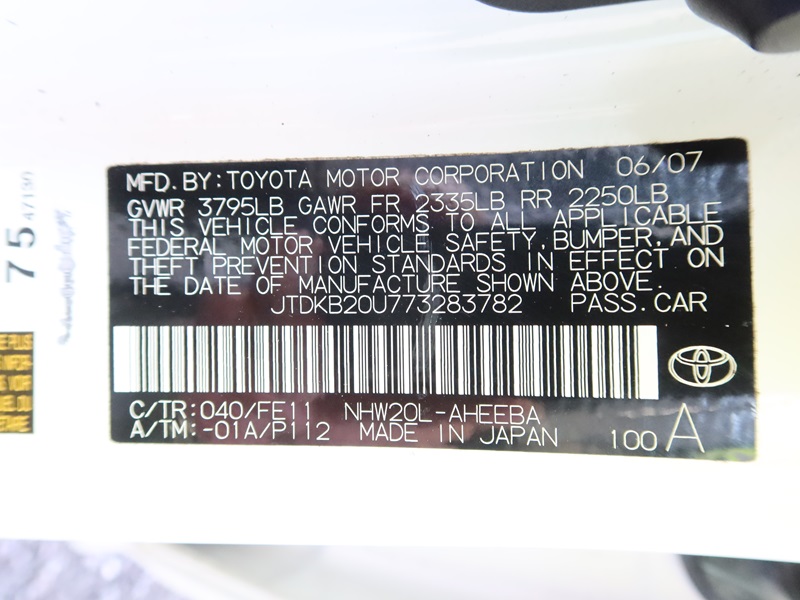 MFD. BY: TOYOTA MOTOR CORPORATION 06/07
GVWR 3795LB GAWR FR 2335LB RR 2250LB
THIS VEHICLE CONFORMS TO ALL APPLICABLE
FEDERAL MOTOR VEHICLE SAFETY, BUMPER, AND
THEFT PREVENTION STANDARDS IN EFFECT ON
THE DATE OF MANUFACTURE SHOWN ABOVE.
JTDKB20U773283782 PASS. CAR
C/TR: 040/FE11 NHW20L-AHEEBA
A/TM: -01A/P112 MADE IN JAPAN 100 A
75
47130